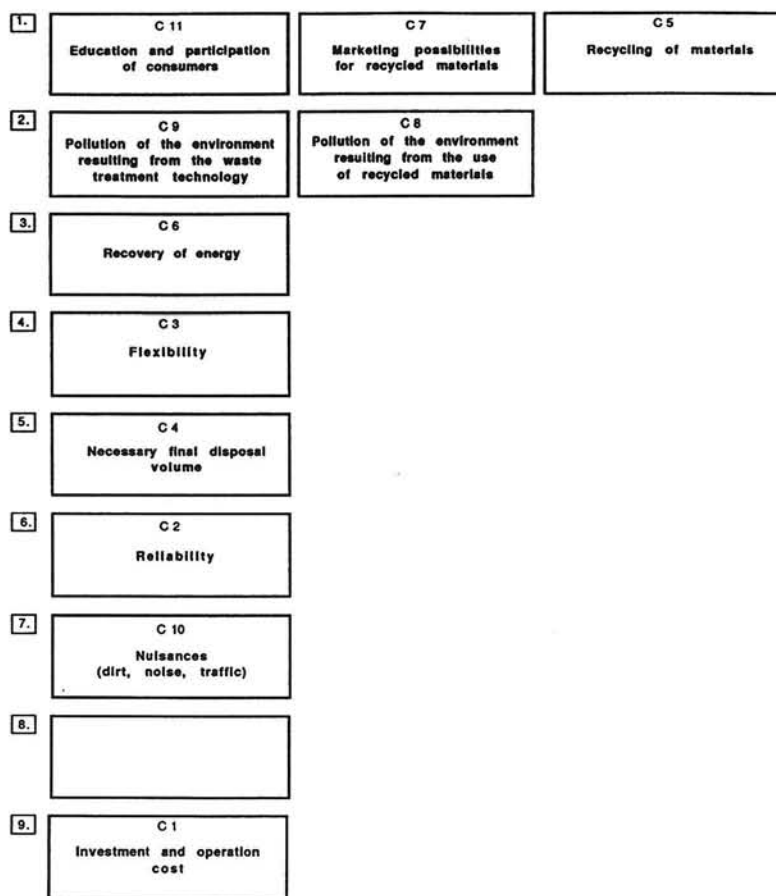 1.
C 11
Education and participation
of consumers
C 7
Marketing possibilities
for recycled materials
C 5
Recycling of materials
2.
C 9
Pollution of the environment
resulting from the waste
treatment technology
C 8
Pollution of the environment
resulting from the use
of recycled materials
3.
C 6
Recovery of energy
4.
C 3
Flexibility
5.
C 4
Necessary final disposal
volume
6.
C 2
Reliability
7.
C 10
Nuisances
(dirt, noise, traffic)
8.
9.
C 1
Investment and operation
cost